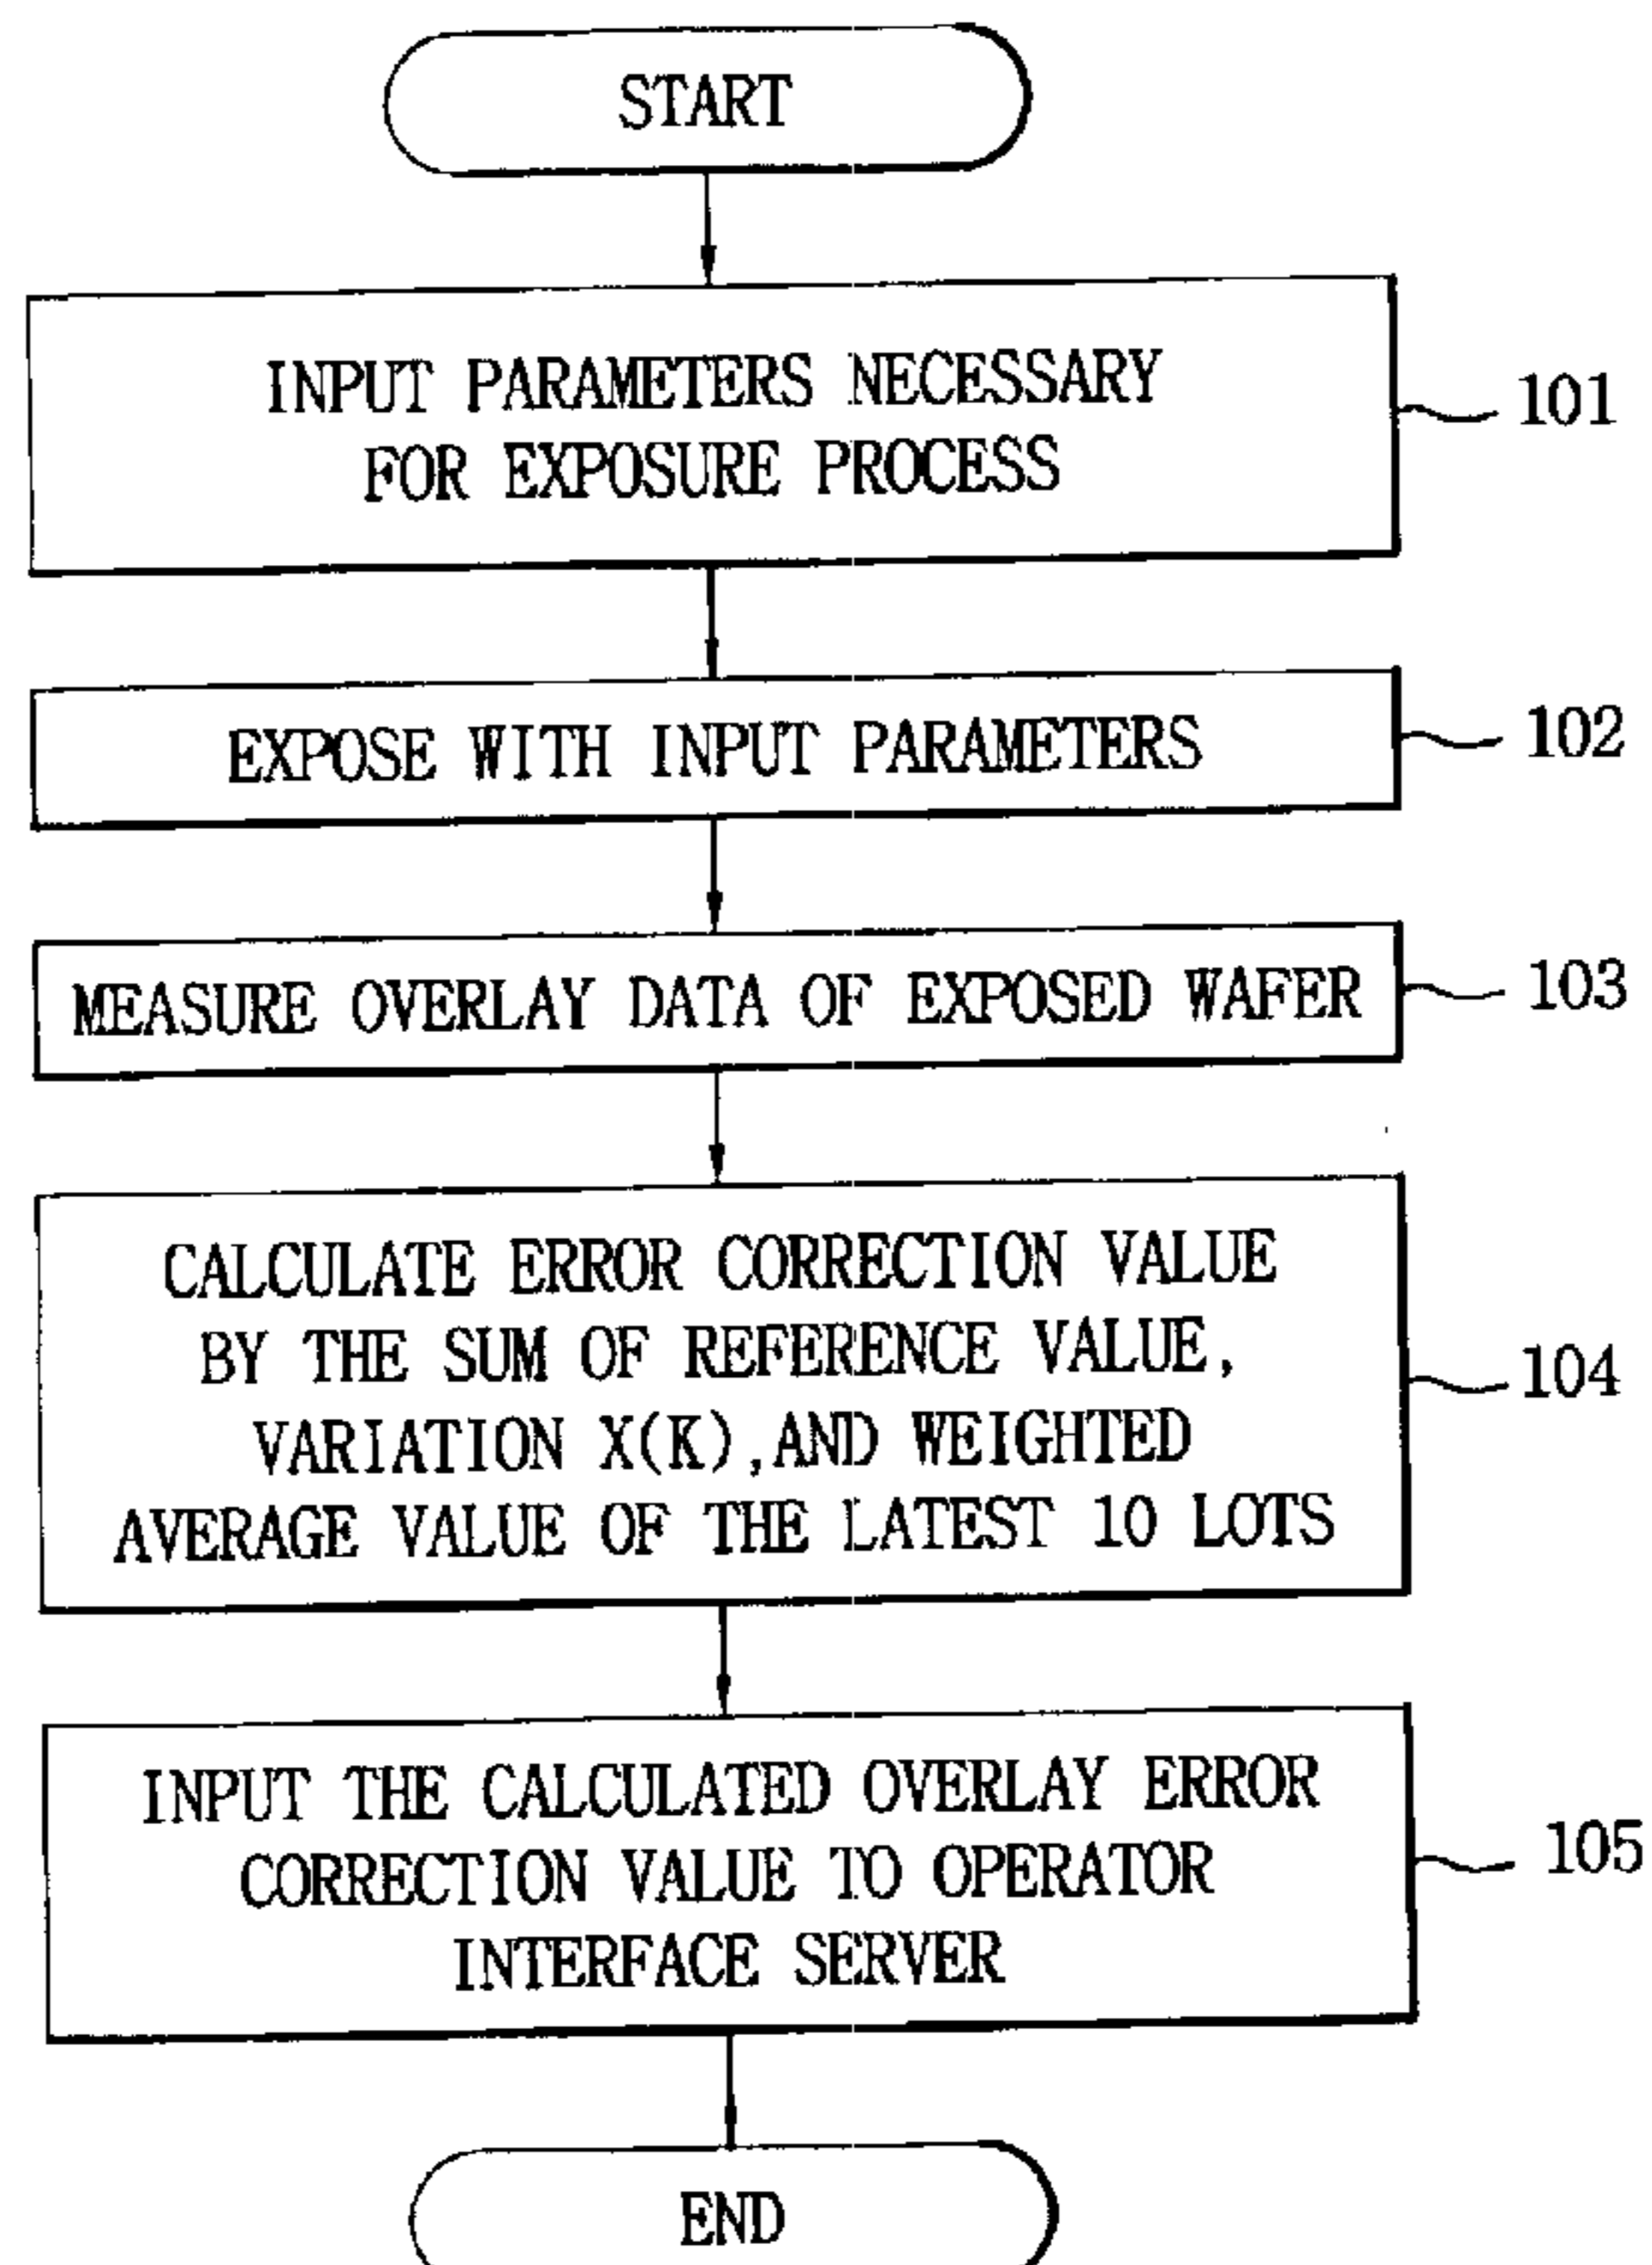 START
INPUT PARAMETERS NECESSARY
FOR EXPOSURE PROCESS
101
EXPOSE WITH INPUT PARAMETERS
102
MEASURE OVERLAY DATA OF EXPOSED WAFER
103
CALCULATE ERROR CORRECTION VALUE
BY THE SUM OF REFERENCE VALUE,
VARIATION X(K),AND WEIGHTED
AVERAGE VALUE OF THE LATEST 10 LOTS
104
INPUT THE CALCULATED OVERLAY ERROR
CORRECTION VALUE TO OPERATOR
INTERFACE SERVER
105
END